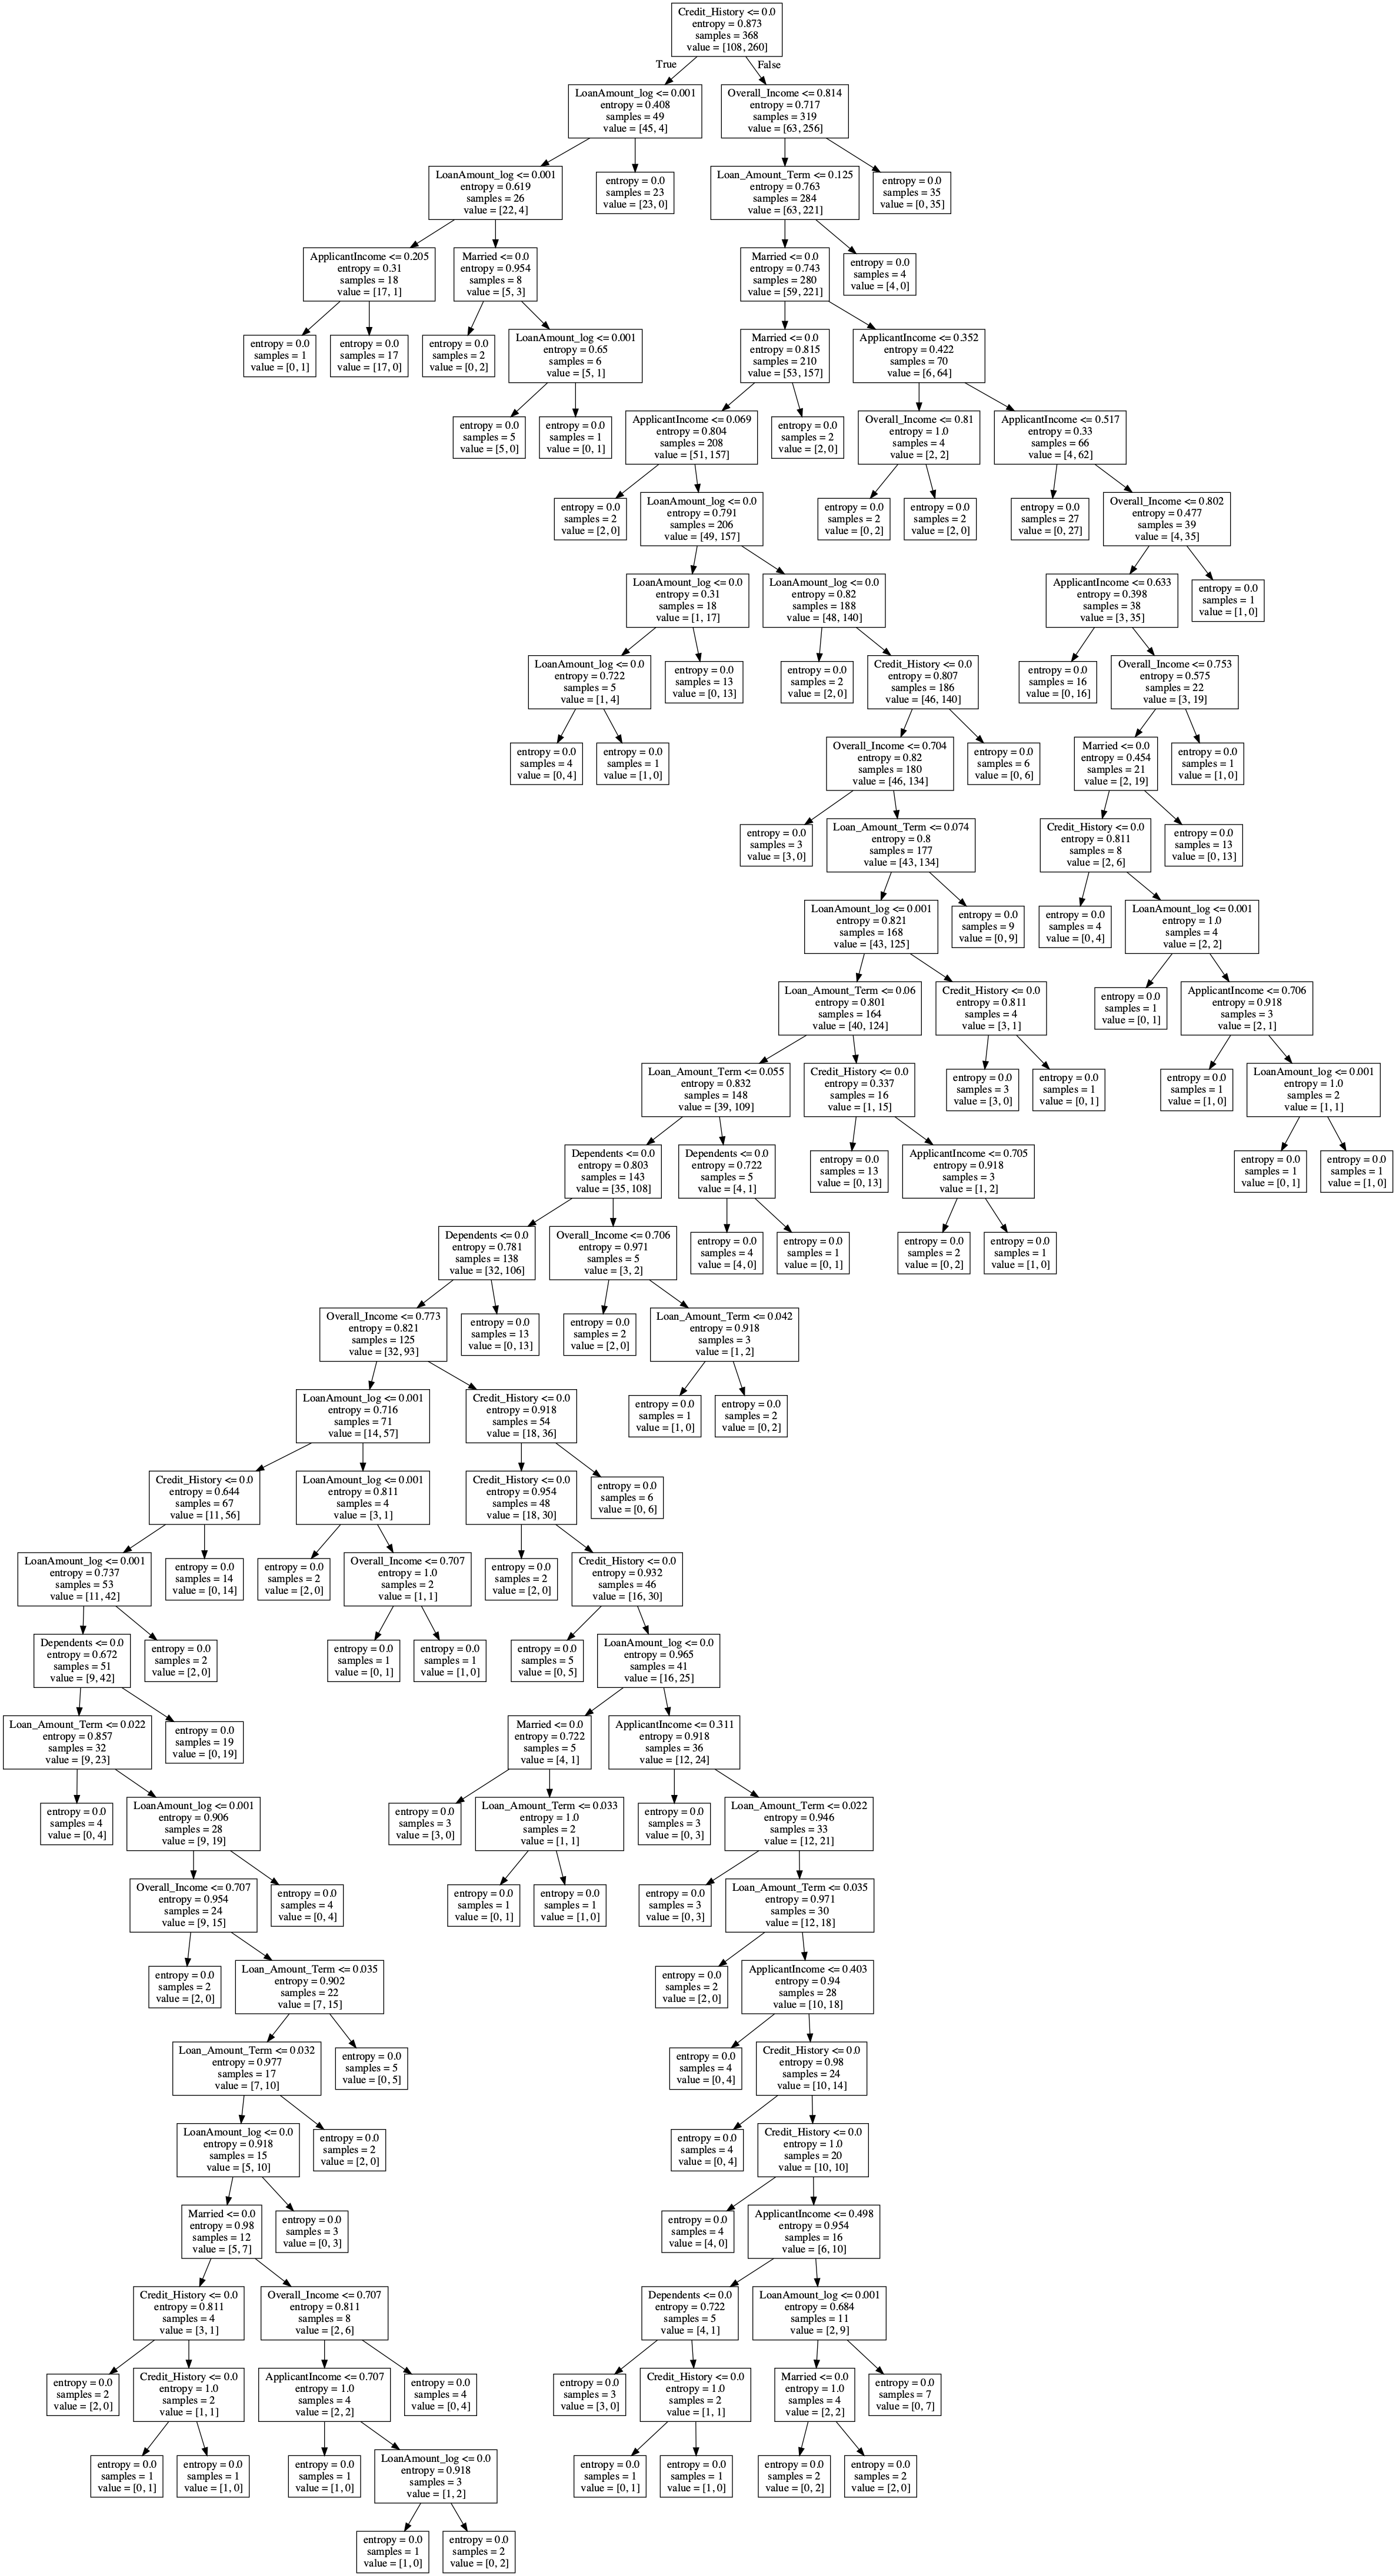 Credit_History <= 0.0
entropy = 0.873
samples = 368
value = [108, 260]
True
False
LoanAmount_log <= 0.001
entropy = 0.408
samples = 49
value = [45, 4]
Overall_Income <= 0.814
entropy = 0.717
samples = 319
value = [63, 256]
LoanAmount_log <= 0.001
entropy = 0.619
samples = 26
value = [22, 4]
entropy = 0.0
samples = 23
value = [23, 0]
Loan_Amount_Term <= 0.125
entropy = 0.763
samples = 284
value = [63, 221]
entropy = 0.0
samples = 35
value = [0, 35]
ApplicantIncome <= 0.205
entropy = 0.31
samples = 18
value = [17, 1]
Married <= 0.0
entropy = 0.954
samples = 8
value = [5, 3]
Married <= 0.0
entropy = 0.743
samples = 280
value = [59, 221]
entropy = 0.0
samples = 4
value = [4, 0]
entropy = 0.0
samples = 1
value = [0, 1]
entropy = 0.0
samples = 17
value = [17, 0]
entropy = 0.0
samples = 2
value = [0, 2]
LoanAmount_log <= 0.001
entropy = 0.65
samples = 6
value = [5, 1]
Married <= 0.0
entropy = 0.815
samples = 210
value = [53, 157]
ApplicantIncome <= 0.352
entropy = 0.422
samples = 70
value = [6, 64]
entropy = 0.0
samples = 5
value = [5, 0]
entropy = 0.0
samples = 1
value = [0, 1]
ApplicantIncome <= 0.069
entropy = 0.804
samples = 208
value = [51, 157]
entropy = 0.0
samples = 2
value = [2, 0]
Overall_Income <= 0.81
entropy = 1.0
samples = 4
value = [2, 2]
ApplicantIncome <= 0.517
entropy = 0.33
samples = 66
value = [4, 62]
entropy = 0.0
samples = 2
value = [2, 0]
LoanAmount_log <= 0.0
entropy = 0.791
samples = 206
value = [49, 157]
entropy = 0.0
samples = 2
value = [0, 2]
entropy = 0.0
samples = 2
value = [2, 0]
entropy = 0.0
samples = 27
value = [0, 27]
Overall_Income <= 0.802
entropy = 0.477
samples = 39
value = [4, 35]
LoanAmount_log <= 0.0
entropy = 0.31
samples = 18
value = [1, 17]
LoanAmount_log <= 0.0
entropy = 0.82
samples = 188
value = [48, 140]
ApplicantIncome <= 0.633
entropy = 0.398
samples = 38
value = [3, 35]
entropy = 0.0
samples = 1
value = [1, 0]
LoanAmount_log <= 0.0
entropy = 0.722
samples = 5
value = [1, 4]
entropy = 0.0
samples = 13
value = [0, 13]
entropy = 0.0
samples = 2
value = [2, 0]
Credit_History <= 0.0
entropy = 0.807
samples = 186
value = [46, 140]
entropy = 0.0
samples = 16
value = [0, 16]
Overall_Income <= 0.753
entropy = 0.575
samples = 22
value = [3, 19]
entropy = 0.0
samples = 4
value = [0, 4]
entropy = 0.0
samples = 1
value = [1, 0]
Overall_Income <= 0.704
entropy = 0.82
samples = 180
value = [46, 134]
entropy = 0.0
samples = 6
value = [0, 6]
Married <= 0.0
entropy = 0.454
samples = 21
value = [2, 19]
entropy = 0.0
samples = 1
value = [1, 0]
entropy = 0.0
samples = 3
value = [3, 0]
Loan_Amount_Term <= 0.074
entropy = 0.8
samples = 177
value = [43, 134]
Credit_History <= 0.0
entropy = 0.811
samples = 8
value = [2, 6]
entropy = 0.0
samples = 13
value = [0, 13]
LoanAmount_log <= 0.001
entropy = 0.821
samples = 168
value = [43, 125]
entropy = 0.0
samples = 9
value = [0, 9]
entropy = 0.0
samples = 4
value = [0, 4]
LoanAmount_log <= 0.001
entropy = 1.0
samples = 4
value = [2, 2]
Loan_Amount_Term <= 0.06
entropy = 0.801
samples = 164
value = [40, 124]
Credit_History <= 0.0
entropy = 0.811
samples = 4
value = [3, 1]
entropy = 0.0
samples = 1
value = [0, 1]
ApplicantIncome <= 0.706
entropy = 0.918
samples = 3
value = [2, 1]
Loan_Amount_Term <= 0.055
entropy = 0.832
samples = 148
value = [39, 109]
Credit_History <= 0.0
entropy = 0.337
samples = 16
value = [1, 15]
entropy = 0.0
samples = 3
value = [3, 0]
entropy = 0.0
samples = 1
value = [0, 1]
entropy = 0.0
samples = 1
value = [1, 0]
LoanAmount_log <= 0.001
entropy = 1.0
samples = 2
value = [1, 1]
Dependents <= 0.0
entropy = 0.803
samples = 143
value = [35, 108]
Dependents <= 0.0
entropy = 0.722
samples = 5
value = [4, 1]
entropy = 0.0
samples = 13
value = [0, 13]
ApplicantIncome <= 0.705
entropy = 0.918
samples = 3
value = [1, 2]
entropy = 0.0
samples = 1
value = [0, 1]
entropy = 0.0
samples = 1
value = [1, 0]
Dependents <= 0.0
entropy = 0.781
samples = 138
value = [32, 106]
Overall_Income <= 0.706
entropy = 0.971
samples = 5
value = [3, 2]
entropy = 0.0
samples = 4
value = [4, 0]
entropy = 0.0
samples = 1
value = [0, 1]
entropy = 0.0
samples = 2
value = [0, 2]
entropy = 0.0
samples = 1
value = [1, 0]
Overall_Income <= 0.773
entropy = 0.821
samples = 125
value = [32, 93]
entropy = 0.0
samples = 13
value = [0, 13]
entropy = 0.0
samples = 2
value = [2, 0]
Loan_Amount_Term <= 0.042
entropy = 0.918
samples = 3
value = [1, 2]
LoanAmount_log <= 0.001
entropy = 0.716
samples = 71
value = [14, 57]
Credit_History <= 0.0
entropy = 0.918
samples = 54
value = [18, 36]
entropy = 0.0
samples = 1
value = [1, 0]
entropy = 0.0
samples = 2
value = [0, 2]
Credit_History <= 0.0
entropy = 0.644
samples = 67
value = [11, 56]
LoanAmount_log <= 0.001
entropy = 0.811
samples = 4
value = [3, 1]
Credit_History <= 0.0
entropy = 0.954
samples = 48
value = [18, 30]
entropy = 0.0
samples = 6
value = [0, 6]
LoanAmount_log <= 0.001
entropy = 0.737
samples = 53
value = [11, 42]
entropy = 0.0
samples = 14
value = [0, 14]
entropy = 0.0
samples = 2
value = [2, 0]
Overall_Income <= 0.707
entropy = 1.0
samples = 2
value = [1, 1]
entropy = 0.0
samples = 2
value = [2, 0]
Credit_History <= 0.0
entropy = 0.932
samples = 46
value = [16, 30]
Dependents <= 0.0
entropy = 0.672
samples = 51
value = [9, 42]
entropy = 0.0
samples = 2
value = [2, 0]
entropy = 0.0
samples = 1
value = [0, 1]
entropy = 0.0
samples = 1
value = [1, 0]
entropy = 0.0
samples = 5
value = [0, 5]
LoanAmount_log <= 0.0
entropy = 0.965
samples = 41
value = [16, 25]
Loan_Amount_Term <= 0.022
entropy = 0.857
samples = 32
value = [9, 23]
entropy = 0.0
samples = 19
value = [0, 19]
Married <= 0.0
entropy = 0.722
samples = 5
value = [4, 1]
ApplicantIncome <= 0.311
entropy = 0.918
samples = 36
value = [12, 24]
entropy = 0.0
samples = 4
value = [0, 4]
LoanAmount_log <= 0.001
entropy = 0.906
samples = 28
value = [9, 19]
entropy = 0.0
samples = 3
value = [3, 0]
Loan_Amount_Term <= 0.033
entropy = 1.0
samples = 2
value = [1, 1]
entropy = 0.0
samples = 3
value = [0, 3]
Loan_Amount_Term <= 0.022
entropy = 0.946
samples = 33
value = [12, 21]
Overall_Income <= 0.707
entropy = 0.954
samples = 24
value = [9, 15]
entropy = 0.0
samples = 4
value = [0, 4]
entropy = 0.0
samples = 1
value = [0, 1]
entropy = 0.0
samples = 1
value = [1, 0]
entropy = 0.0
samples = 3
value = [0, 3]
Loan_Amount_Term <= 0.035
entropy = 0.971
samples = 30
value = [12, 18]
entropy = 0.0
samples = 2
value = [2, 0]
Loan_Amount_Term <= 0.035
entropy = 0.902
samples = 22
value = [7, 15]
entropy = 0.0
samples = 2
value = [2, 0]
ApplicantIncome <= 0.403
entropy = 0.94
samples = 28
value = [10, 18]
Loan_Amount_Term <= 0.032
entropy = 0.977
samples = 17
value = [7, 10]
entropy = 0.0
samples = 5
value = [0, 5]
entropy = 0.0
samples = 4
value = [0, 4]
Credit_History <= 0.0
entropy = 0.98
samples = 24
value = [10, 14]
LoanAmount_log <= 0.0
entropy = 0.918
samples = 15
value = [5, 10]
entropy = 0.0
samples = 2
value = [2, 0]
entropy = 0.0
samples = 4
value = [0, 4]
Credit_History <= 0.0
entropy = 1.0
samples = 20
value = [10, 10]
Married <= 0.0
entropy = 0.98
samples = 12
value = [5, 7]
entropy = 0.0
samples = 3
value = [0, 3]
entropy = 0.0
samples = 4
value = [4, 0]
ApplicantIncome <= 0.498
entropy = 0.954
samples = 16
value = [6, 10]
Credit_History <= 0.0
entropy = 0.811
samples = 4
value = [3, 1]
Overall_Income <= 0.707
entropy = 0.811
samples = 8
value = [2, 6]
Dependents <= 0.0
entropy = 0.722
samples = 5
value = [4, 1]
LoanAmount_log <= 0.001
entropy = 0.684
samples = 11
value = [2, 9]
entropy = 0.0
samples = 2
value = [2, 0]
Credit_History <= 0.0
entropy = 1.0
samples = 2
value = [1, 1]
ApplicantIncome <= 0.707
entropy = 1.0
samples = 4
value = [2, 2]
entropy = 0.0
samples = 4
value = [0, 4]
entropy = 0.0
samples = 3
value = [3, 0]
Credit_History <= 0.0
entropy = 1.0
samples = 2
value = [1, 1]
Married <= 0.0
entropy = 1.0
samples = 4
value = [2, 2]
entropy = 0.0
samples = 7
value = [0, 7]
entropy = 0.0
samples = 1
value = [0, 1]
entropy = 0.0
samples = 1
value = [1, 0]
entropy = 0.0
samples = 1
value = [1, 0]
LoanAmount_log <= 0.0
entropy = 0.918
samples = 3
value = [1, 2]
entropy = 0.0
samples = 1
value = [0, 1]
entropy = 0.0
samples = 1
value = [1, 0]
entropy = 0.0
samples = 2
value = [0, 2]
entropy = 0.0
samples = 2
value = [2, 0]
entropy = 0.0
samples = 1
value = [1, 0]
entropy = 0.0
samples = 2
value = [0, 2]